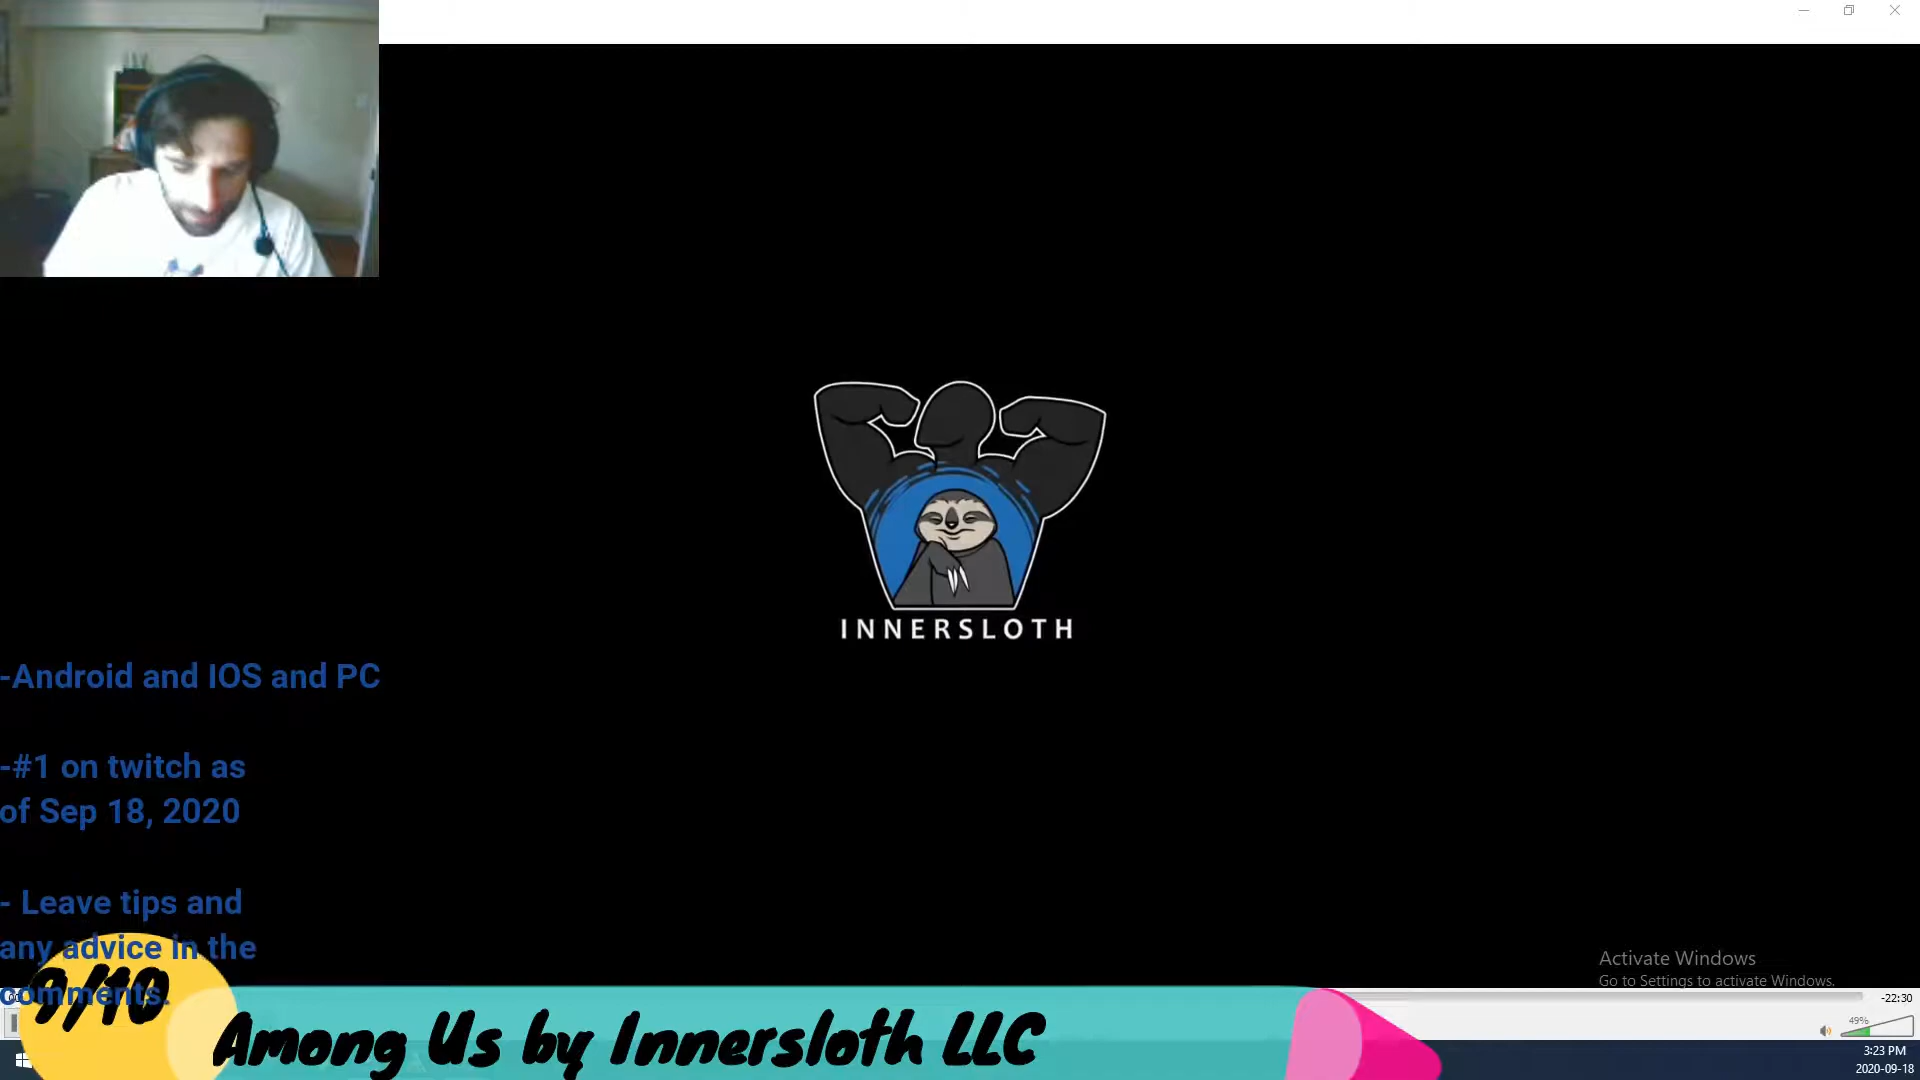 INNERSLOTH
-Android and IOS and PC
-#1 on twitch as
of Sep 18, 2020
- Leave tips and
any advice in the
comments.
9/10
Among Us by Innersloth LLC
Activate Windows
Go to Settings to activate Windows.
-22:30
49%
3:23 PM
2020-09-18